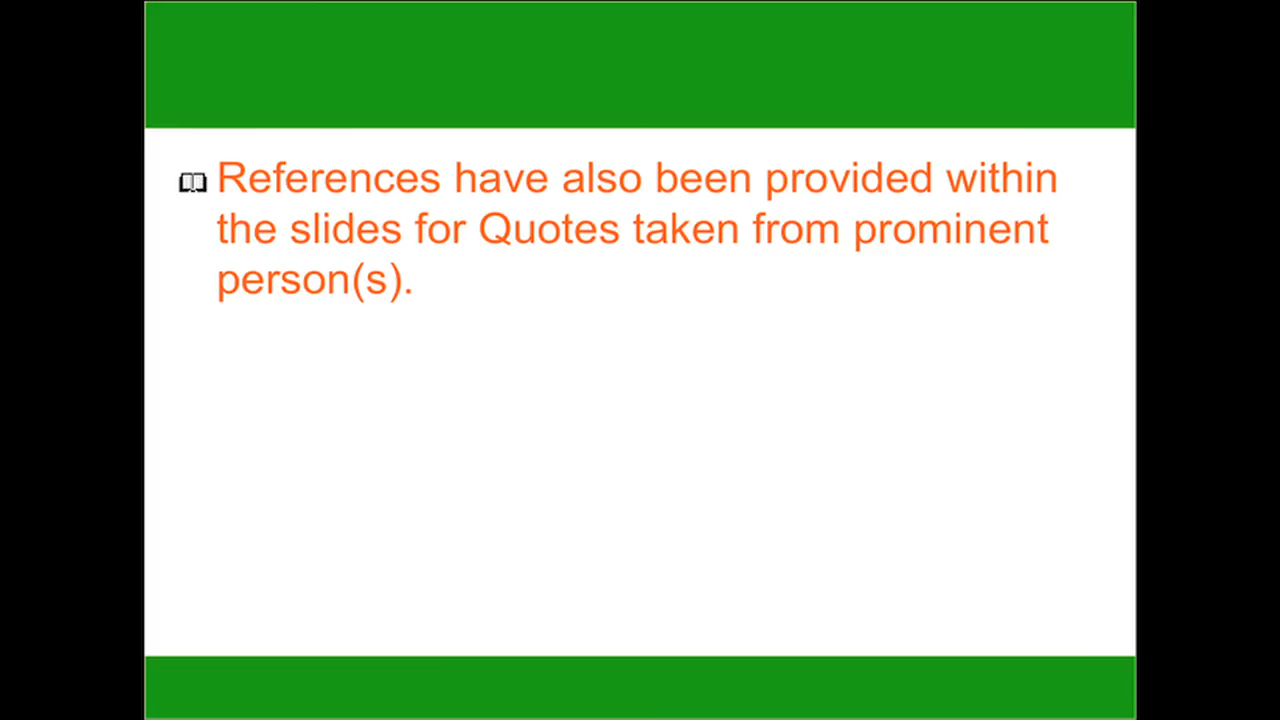 References have also been provided within
the slides for Quotes taken from prominent
person(s).